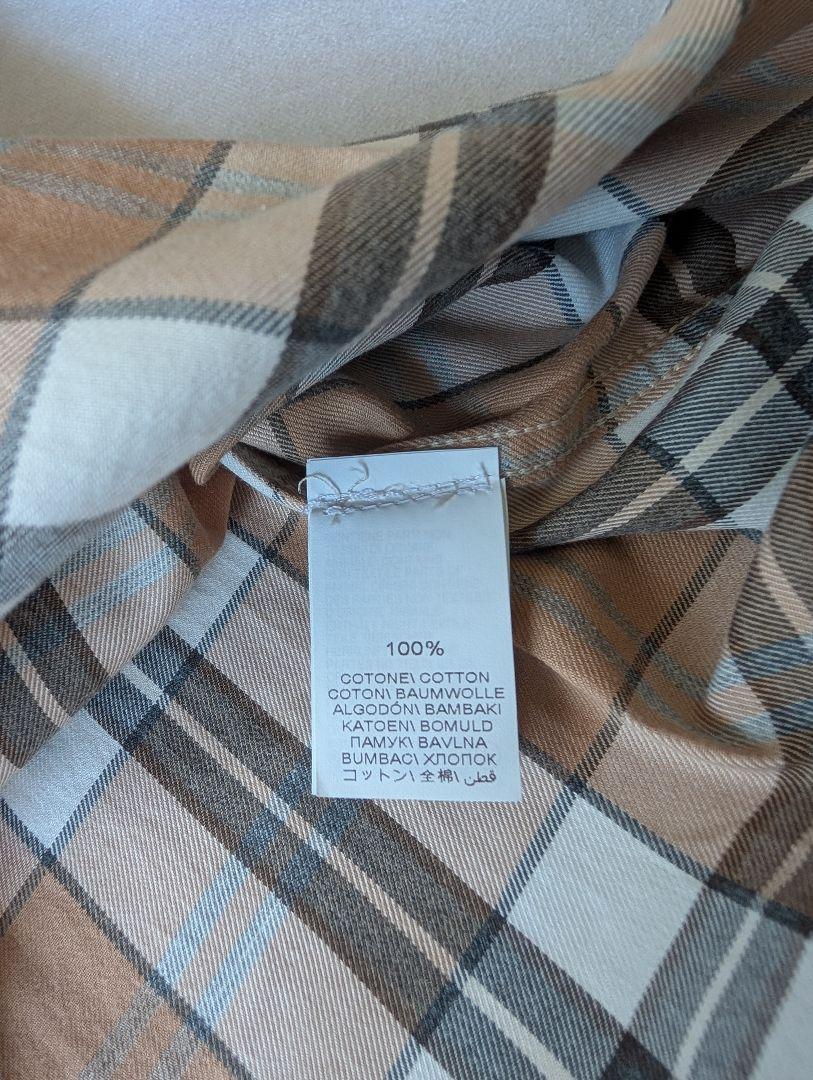 100%
COTONE\ COTTON
COTON\ BAUMWOLLE
ALGODÓN\ BAMBAKI
KATOEN\ BOMULD
ПАМУК\ BAVLNA
BUMBAC\ ХЛОПОК
コットン\ 全棉\ قطن